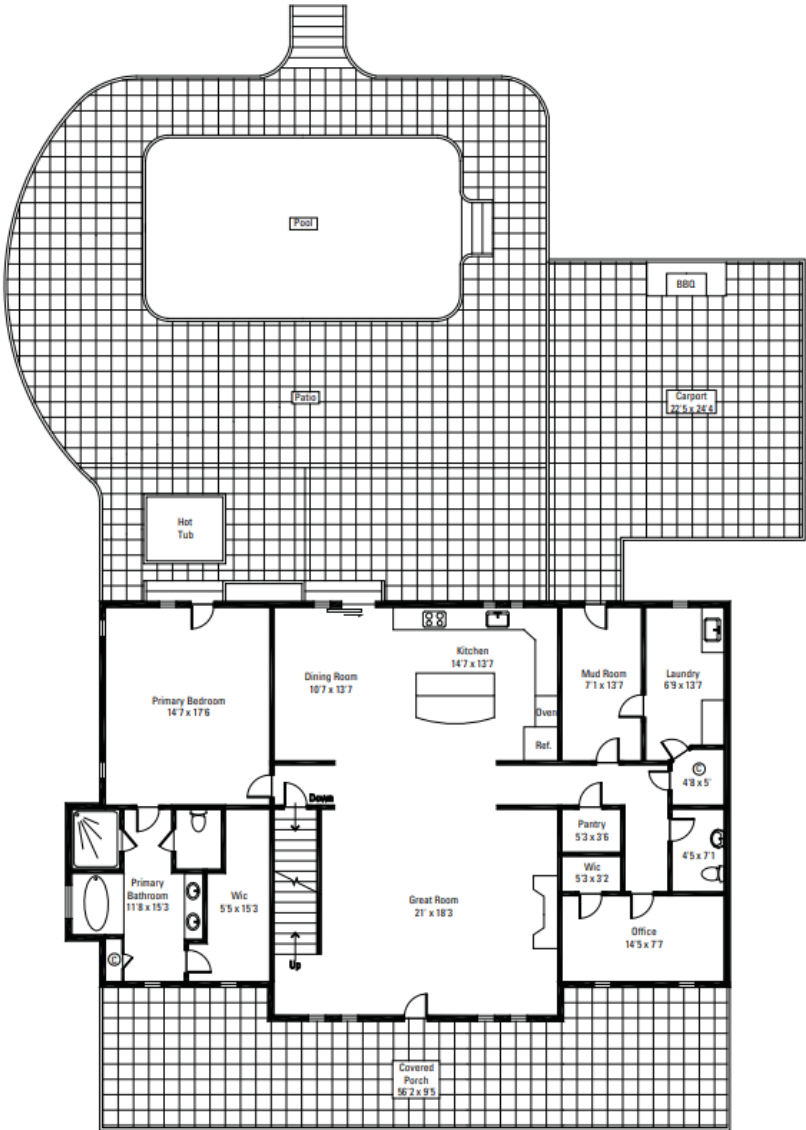 Pool
BBQ
Patio
Carport
22'5 x 24'4
Hot
Tub
Kitchen
14'7 x 13'7
Dining Room
10'7 x 13'7
Mud Room
7'1 x 13'7
Laundry
6'9 x 13'7
Primary Bedroom
14'7 x 17'6
Oven
Ref.
C
4'8 x 5'
Down
Pantry
5'3 x 3'6
4'5 x 7'1
Wic
5'3 x 3'2
Primary
Bathroom
11'8 x 15'3
Wic
5'5 x 15'3
Great Room
21' x 18'3
Office
14'5 x 7'7
C
Up
Covered
Porch
56'2 x 9'5